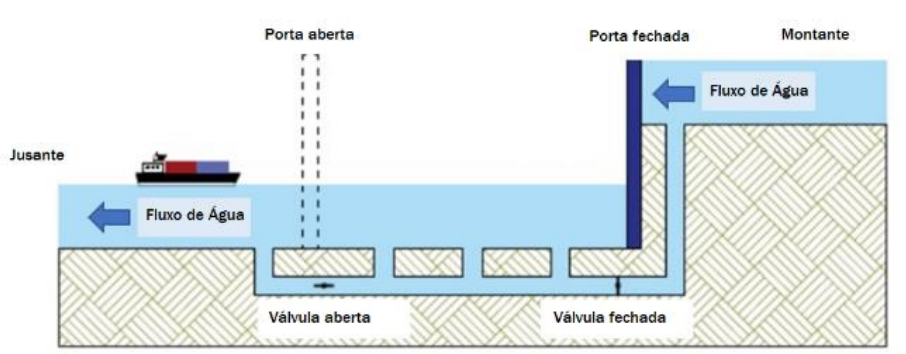 Porta aberta
Porta fechada
Montante
Fluxo de Água
Jusante
Fluxo de Água
Válvula aberta
Válvula fechada